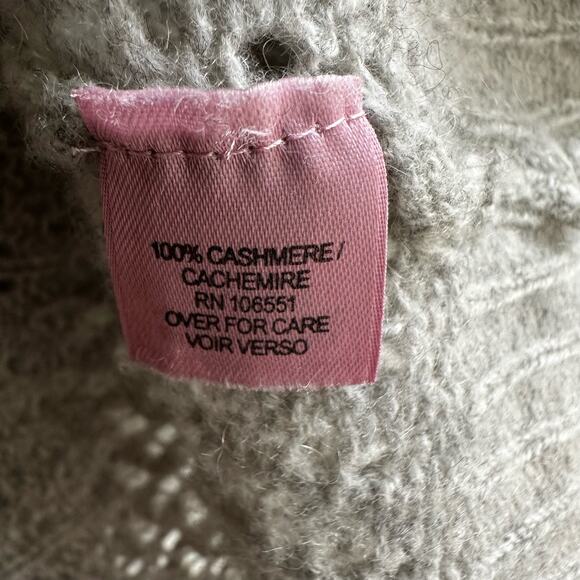 100% CASHMERE/
CACHEMIRE
RN 106551
OVER FOR CARE
VOIR VERSO